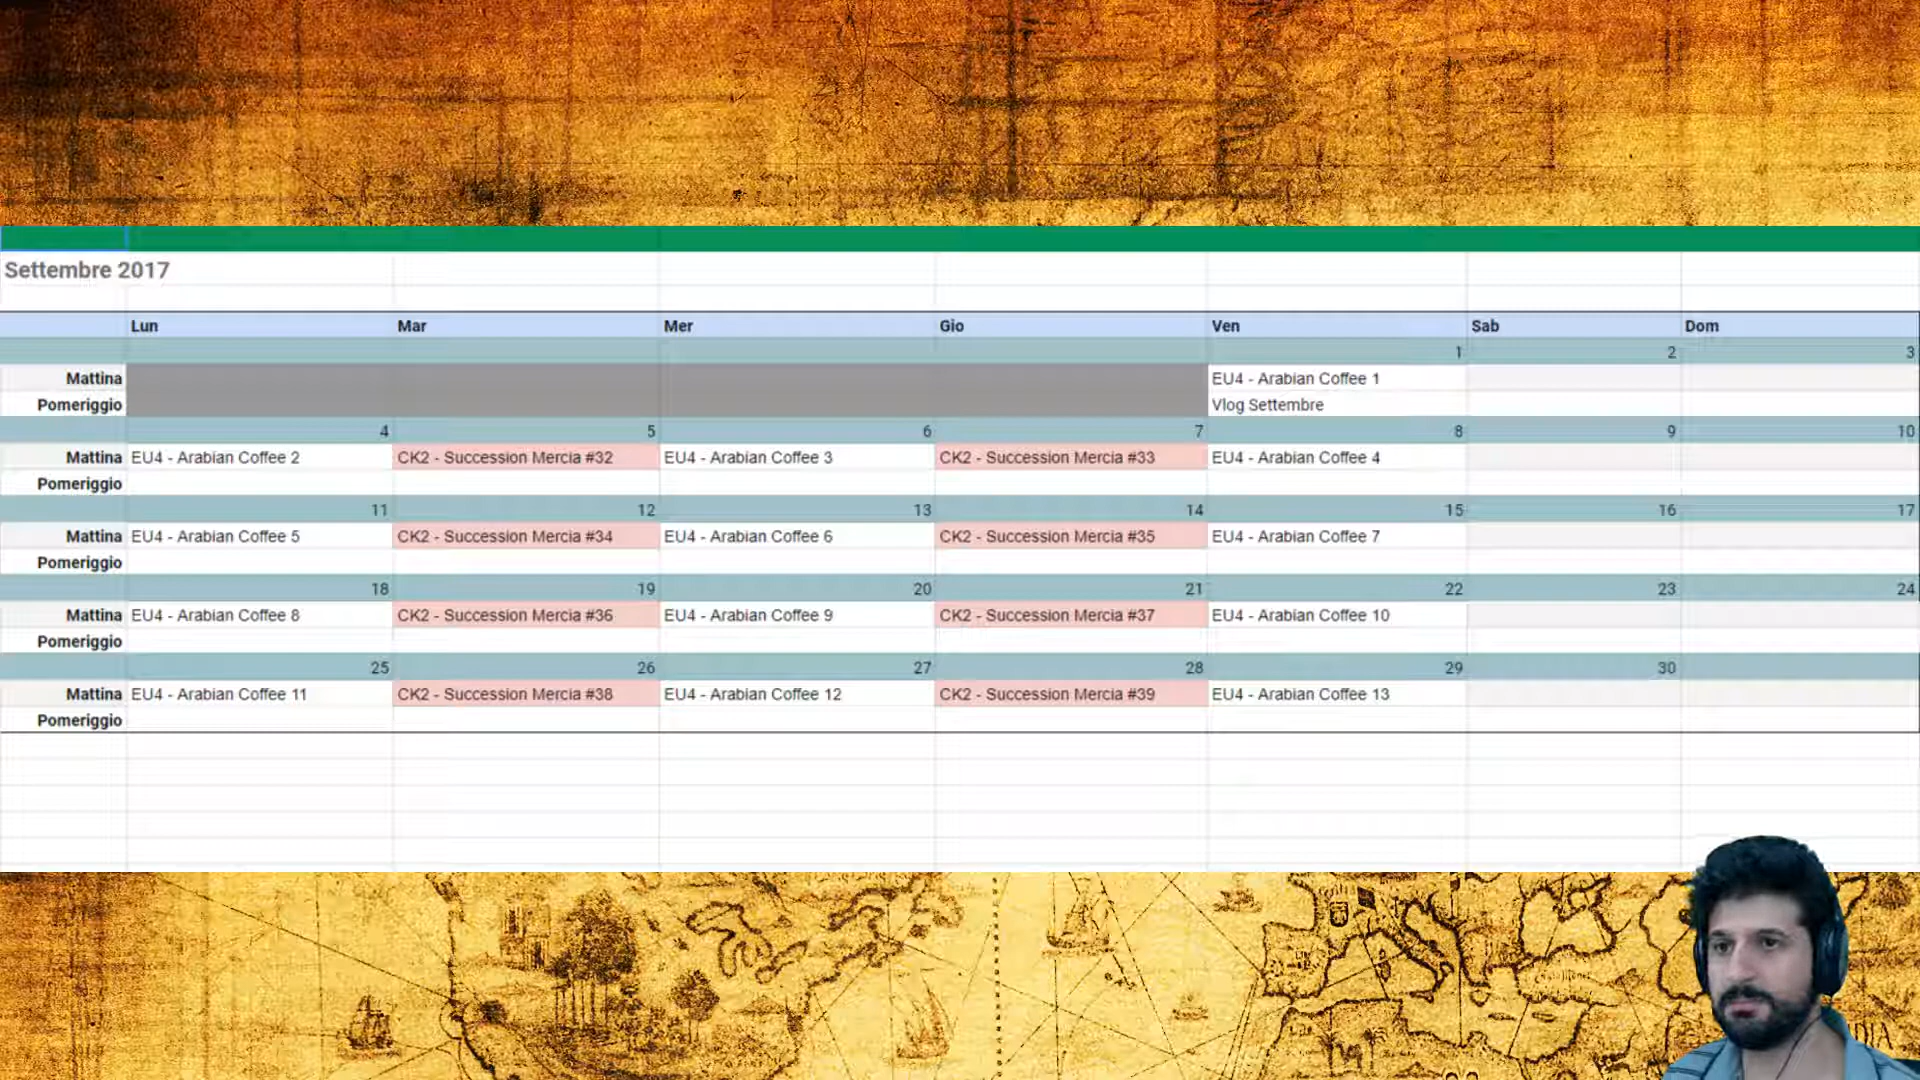 Settembre 2017
Lun Mar Mer Gio Ven Sab Dom
1 2 3
Mattina EU4 - Arabian Coffee 1
Pomeriggio Vlog Settembre
4 5 6 7 8 9 10
Mattina EU4 - Arabian Coffee 2 CK2 - Succession Mercia #32 EU4 - Arabian Coffee 3 CK2 - Succession Mercia #33 EU4 - Arabian Coffee 4
Pomeriggio
11 12 13 14 15 16 17
Mattina EU4 - Arabian Coffee 5 CK2 - Succession Mercia #34 EU4 - Arabian Coffee 6 CK2 - Succession Mercia #35 EU4 - Arabian Coffee 7
Pomeriggio
18 19 20 21 22 23 24
Mattina EU4 - Arabian Coffee 8 CK2 - Succession Mercia #36 EU4 - Arabian Coffee 9 CK2 - Succession Mercia #37 EU4 - Arabian Coffee 10
Pomeriggio
25 26 27 28 29 30
Mattina EU4 - Arabian Coffee 11 CK2 - Succession Mercia #38 EU4 - Arabian Coffee 12 CK2 - Succession Mercia #39 EU4 - Arabian Coffee 13
Pomeriggio